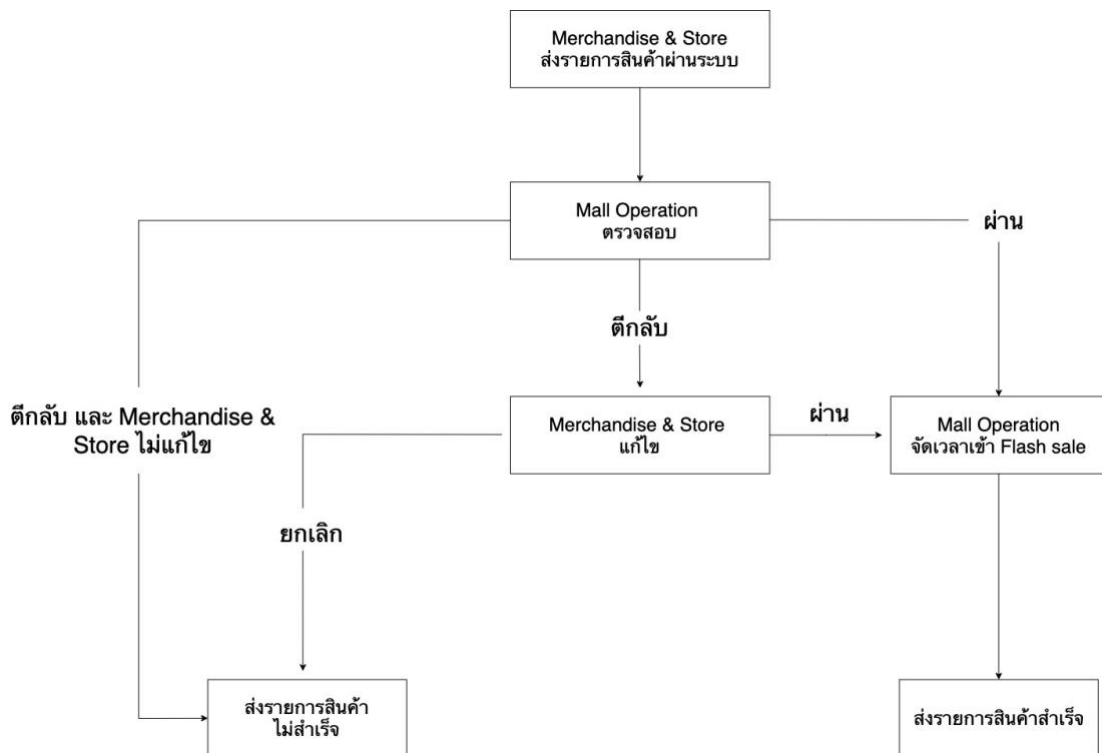 Merchandise & Store
ส่งรายการสินค้าผ่านระบบ
Mall Operation
ตรวจสอบ
ผ่าน
ตีกลับ
ตีกลับ และ Merchandise &
Store ไม่แก้ไข
Merchandise & Store
แก้ไข
ผ่าน
Mall Operation
จัดเวลาเข้า Flash sale
ยกเลิก
ส่งรายการสินค้า
ไม่สำเร็จ
ส่งรายการสินค้าสำเร็จ